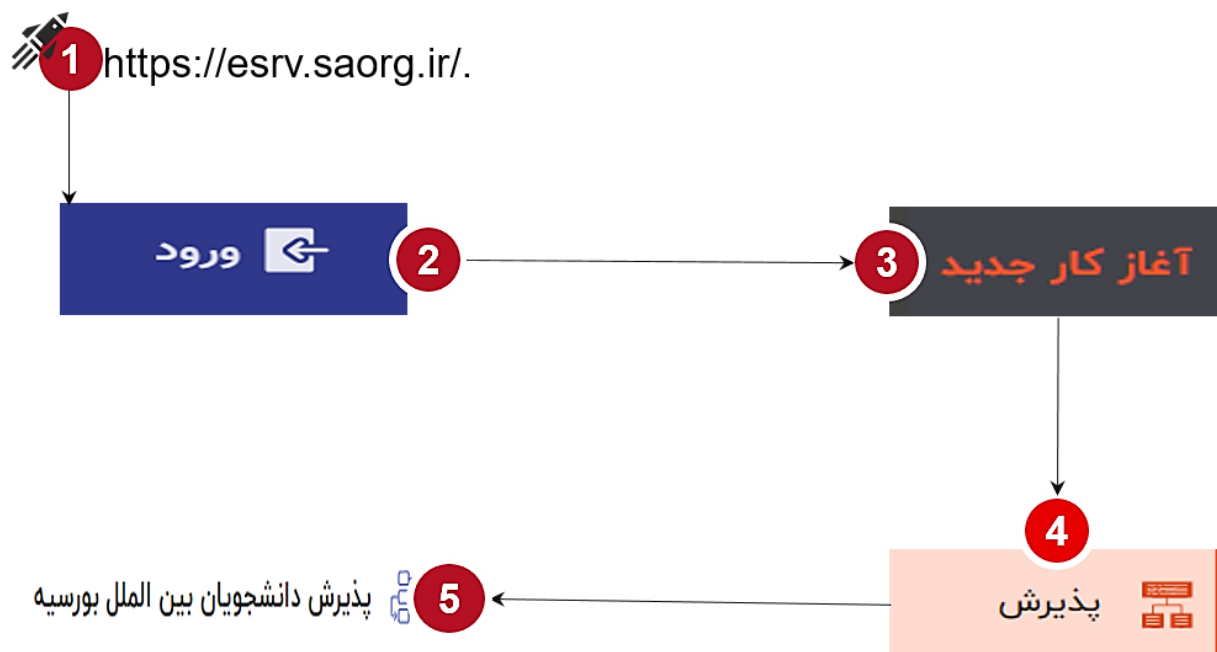 1 https://esrv.saorg.ir/.
ورود 2
3 آغاز کار جدید
4
پذیرش
5 پذیرش دانشجویان بین الملل بورسیه